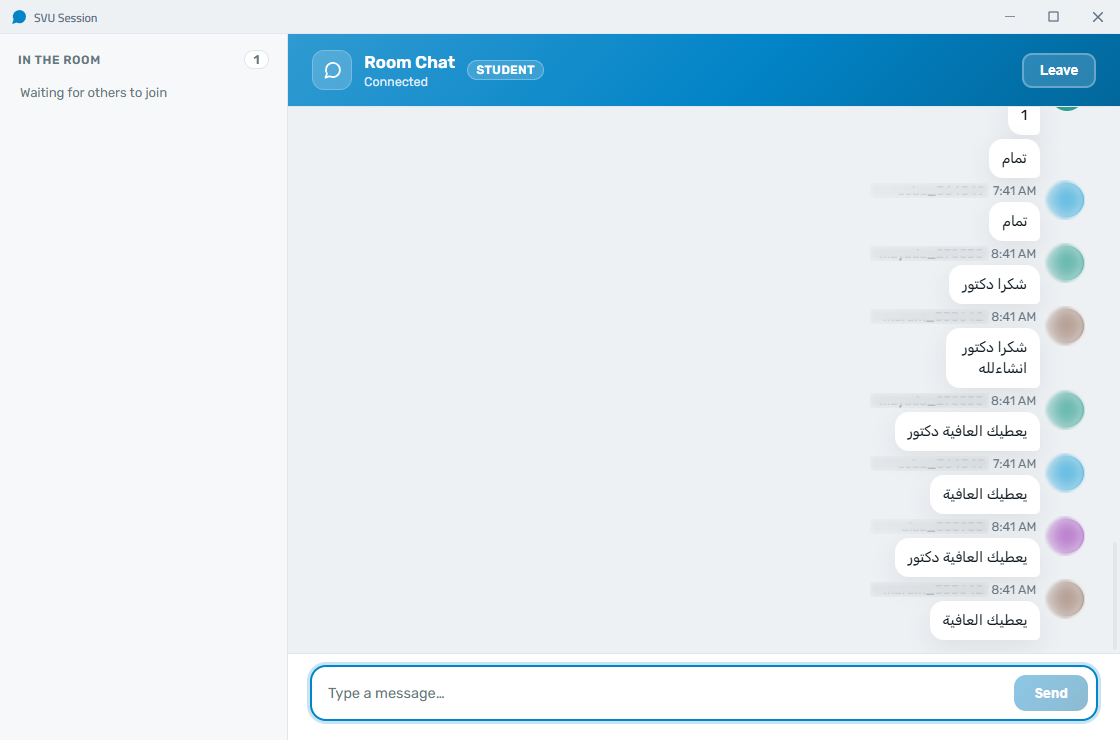 SVU Session
IN THE ROOM
1
Waiting for others to join
Room Chat
Connected
STUDENT
Leave
1
تمام
7:41 AM
تمام
8:41 AM
شكرا دكتور
8:41 AM
شكرا دكتور
انشاءلله
8:41 AM
يعطيك العافية دكتور
7:41 AM
يعطيك العافية
8:41 AM
يعطيك العافية دكتور
8:41 AM
يعطيك العافية
Type a message…
Send